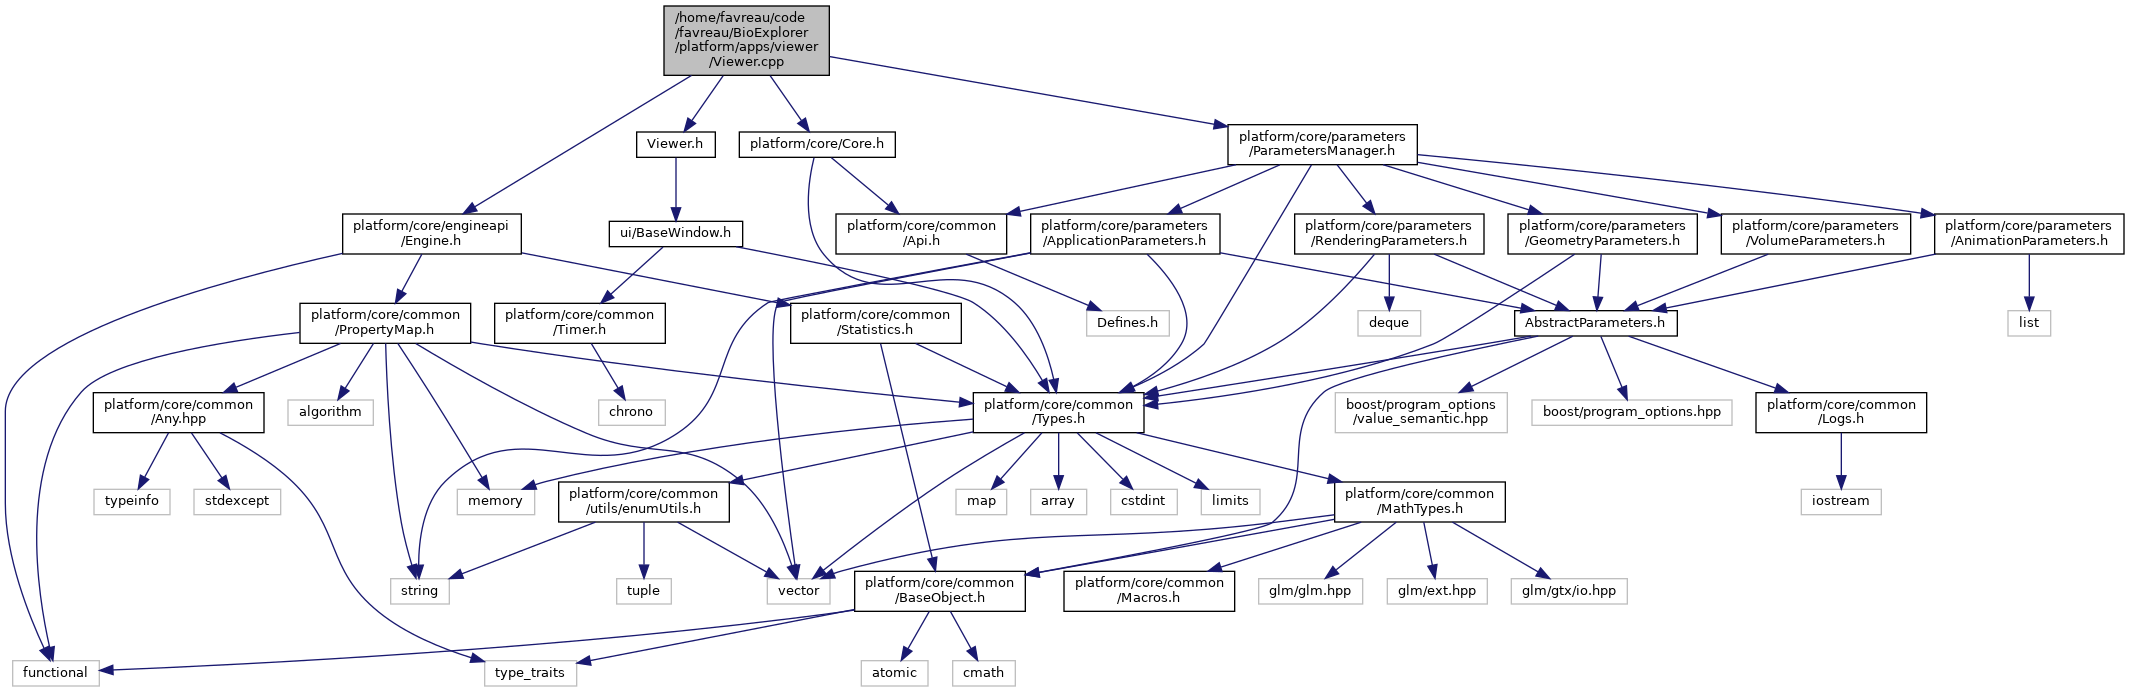 /home/favreau/code
/favreau/BioExplorer
/platform/apps/viewer
/Viewer.cpp
Viewer.h
platform/core/Core.h
platform/core/parameters
/ParametersManager.h
platform/core/engineapi
/Engine.h
ui/BaseWindow.h
platform/core/common
/Api.h
platform/core/parameters
/ApplicationParameters.h
platform/core/parameters
/RenderingParameters.h
platform/core/parameters
/GeometryParameters.h
platform/core/parameters
/VolumeParameters.h
platform/core/parameters
/AnimationParameters.h
platform/core/common
/PropertyMap.h
platform/core/common
/Timer.h
platform/core/common
/Statistics.h
Defines.h
deque
AbstractParameters.h
list
platform/core/common
/Any.hpp
algorithm
chrono
platform/core/common
/Types.h
boost/program_options
/value_semantic.hpp
boost/program_options.hpp
platform/core/common
/Logs.h
typeinfo
stdexcept
memory
platform/core/common
/utils/enumUtils.h
map
array
cstdint
limits
platform/core/common
/MathTypes.h
iostream
string
tuple
vector
platform/core/common
/BaseObject.h
platform/core/common
/Macros.h
glm/glm.hpp
glm/ext.hpp
glm/gtx/io.hpp
functional
type_traits
atomic
cmath